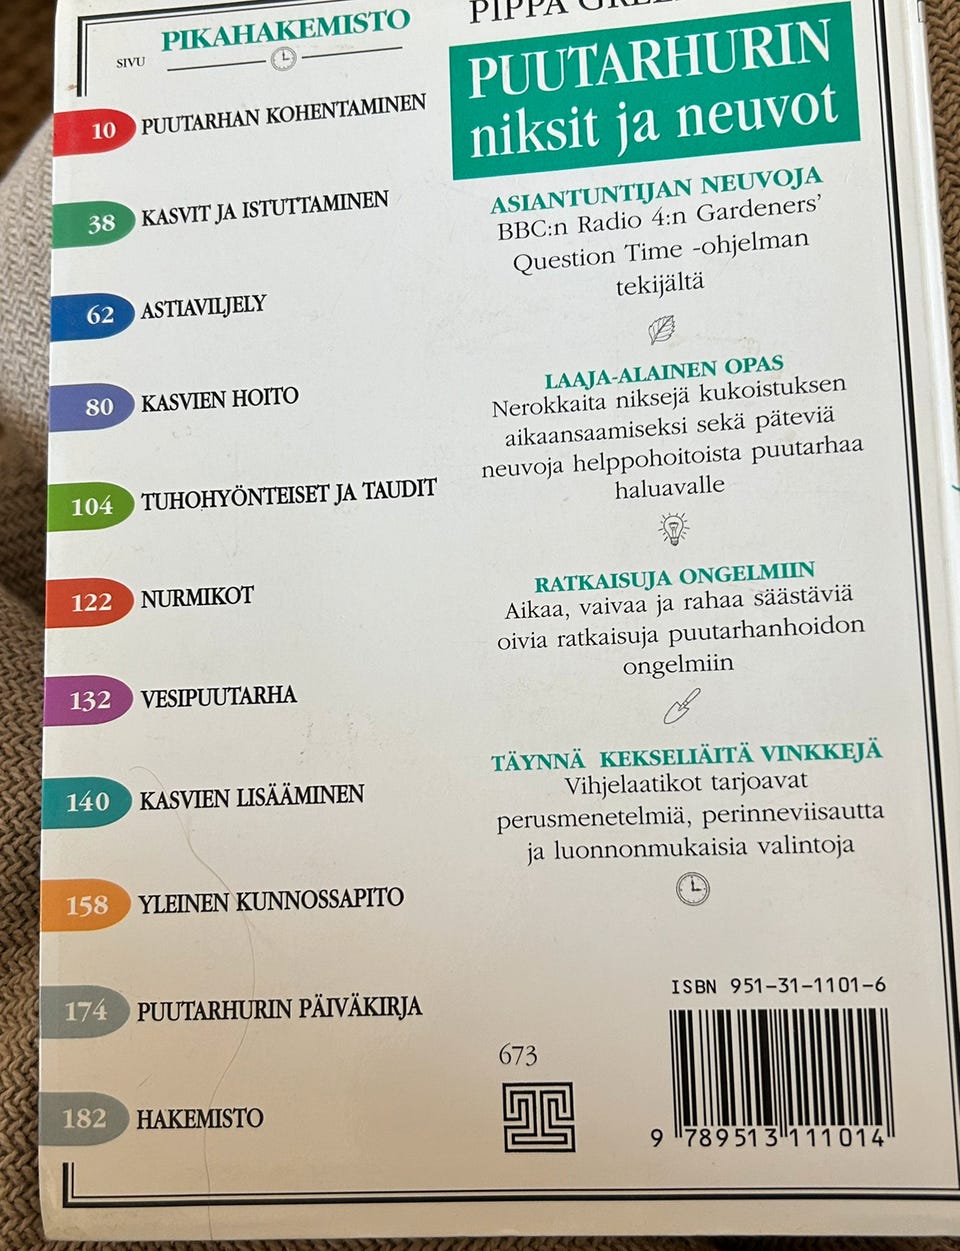 PIKAHAKEMISTO
SIVU
10 PUUTARHAN KOHENTAMINEN
38 KASVIT JA ISTUTTAMINEN
62 ASTIAVILJELY
80 KASVIEN HOITO
104 TUHOHYÖNTEISET JA TAUDIT
122 NURMIKOT
132 VESIPUUTARHA
140 KASVIEN LISÄÄMINEN
158 YLEINEN KUNNOSSAPITO
174 PUUTARHURIN PÄIVÄKIRJA
182 HAKEMISTO
PIPPA
PUUTARHURIN
niksit ja neuvot
ASIANTUNTIJAN NEUVOJA
BBC:n Radio 4:n Gardeners'
Question Time -ohjelman
tekijältä
LAAJA-ALAINEN OPAS
Nerokkaita niksejä kukoistuksen
aikaansaamiseksi sekä päteviä
neuvoja helppohoitoista puutarhaa
haluavalle
RATKAISUJA ONGELMIIN
Aikaa, vaivaa ja rahaa säästäviä
oivia ratkaisuja puutarhanhoidon
ongelmiin
TÄYNNÄ KEKSELIÄITÄ VINKKEJÄ
Vihjelaatikot tarjoavat
perusmenetelmiä, perinneviisautta
ja luonnonmukaisia valintoja
ISBN 951-31-1101-6
673
9 789513 111014